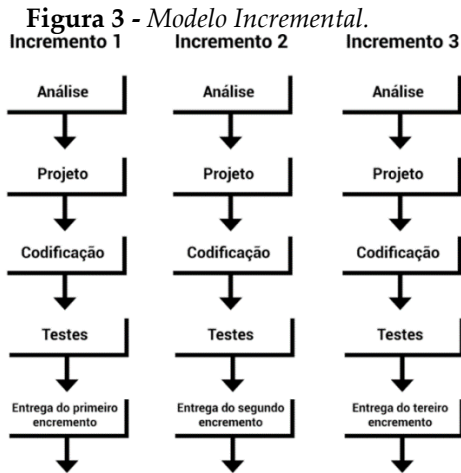 Figura 3 - Modelo Incremental.
Incremento 1 Incremento 2 Incremento 3
Análise Análise Análise
Projeto Projeto Projeto
Codificação Codificação Codificação
Testes Testes Testes
Entrega do primeiro Entrega do segundo Entrega do tereiro
encremento encremento encremento